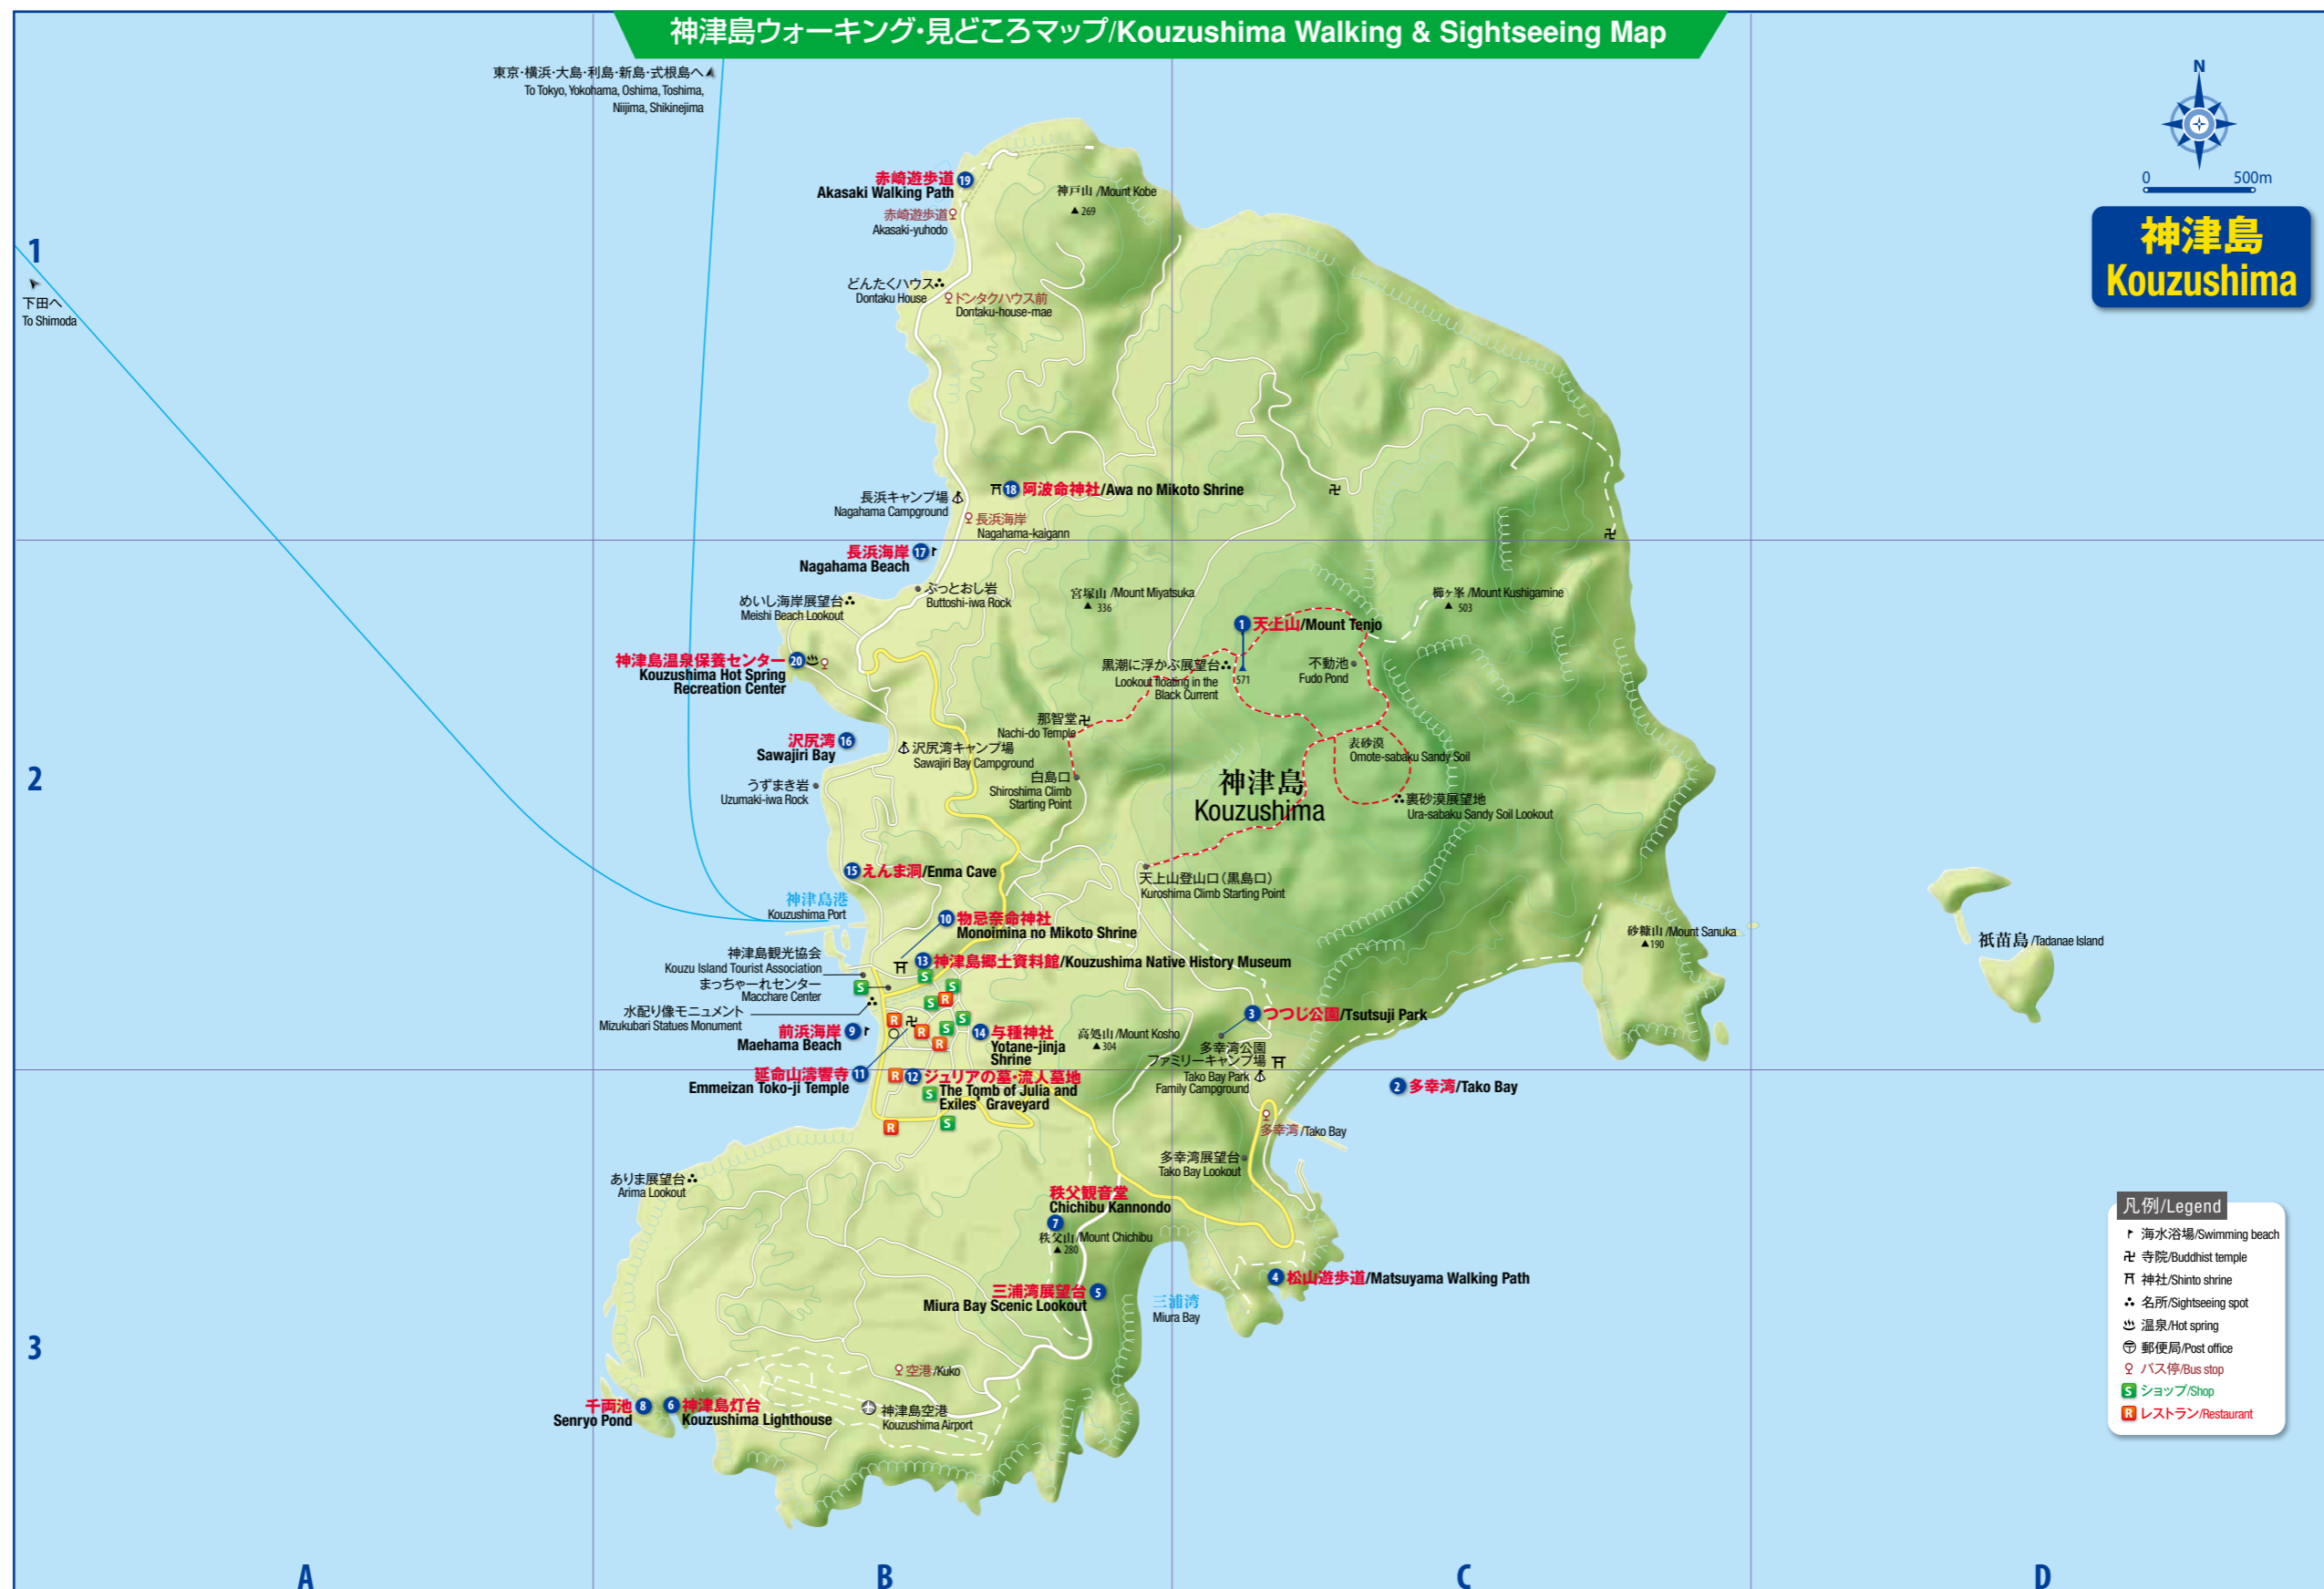 神津島ウォーキング・見どころマップ/Kouzushima Walking & Sightseeing Map
東京・横浜・大島・利島・新島・式根島へ
To Tokyo, Yokohama, Oshima, Toshima,
Niijima, Shikinejima
N
0 500m
神津島
Kouzushima
1
下田へ
To Shimoda
赤崎遊歩道 19
Akasaki Walking Path
赤崎遊歩道
Akasaki-yuhodo
神戸山/Mount Kobe
269
どんたくハウス
Dontaku House
ドンタクハウス前
Dontaku-house-mae
長浜キャンプ場
Nagahama Campground
18 阿波命神社/Awa no Mikoto Shrine
長浜海岸
Nagahama-kaigann
長浜海岸 17
Nagahama Beach
ぶっとおし岩
Buttoshi-iwa Rock
めいし海岸展望台
Meishi Beach Lookout
宮塚山/Mount Miyatsuka
336
櫛ヶ峯/Mount Kushigamine
503
1 天上山/Mount Tenjo
571
黒潮に浮かぶ展望台
Lookout floating in the
Black Current
不動池
Fudo Pond
神津島温泉保養センター 20
Kouzushima Hot Spring
Recreation Center
那智堂
Nachi-do Temple
沢尻湾 16
Sawajiri Bay
沢尻湾キャンプ場
Sawajiri Bay Campground
表砂漠
Omote-sabaku Sandy Soil
2
うずまき岩
Uzumaki-iwa Rock
白島口
Shiroshima Climb
Starting Point
神津島
Kouzushima
裏砂漠展望地
Ura-sabaku Sandy Soil Lookout
15 えんま洞/Enma Cave
天上山登山口(黒島口)
Kuroshima Climb Starting Point
神津島港
Kouzushima Port
10 物忌奈命神社
Monoimina no Mikoto Shrine
砂糠山/Mount Sanuka
190
祇苗島/Tadanae Island
神津島観光協会
Kouzu Island Tourist Association
13 神津島郷土資料館/Kouzushima Native History Museum
S
S
まっちゃーれセンター
Macchare Center
S
S
R
水配り像モニュメント
Mizukubari Statues Monument
R
S
前浜海岸 9
Maehama Beach
R
S
R
14 与種神社
Yotane-jinja
Shrine
高処山/Mount Kosho
304
3 つつじ公園/Tsutsuji Park
多幸湾公園
ファミリーキャンプ場
Tako Bay Park
Family Campground
延命山濤響寺 11
Emmeizan Toko-ji Temple
R
12 ジュリアの墓・流人墓地
The Tomb of Julia and
Exiles' Graveyard
S
2 多幸湾/Tako Bay
R
S
多幸湾/Tako Bay
多幸湾展望台
Tako Bay Lookout
ありま展望台
Arima Lookout
秩父観音堂
Chichibu Kannondo
7
秩父山/Mount Chichibu
280
4 松山遊歩道/Matsuyama Walking Path
三浦湾展望台 5
Miura Bay Scenic Lookout
三浦湾
Miura Bay
3
空港/Kuko
千両池 8
Senryo Pond
6 神津島灯台
Kouzushima Lighthouse
神津島空港
Kouzushima Airport
凡例/Legend
海水浴場/Swimming beach
寺院/Buddhist temple
神社/Shinto shrine
名所/Sightseeing spot
温泉/Hot spring
郵便局/Post office
バス停/Bus stop
S ショップ/Shop
R レストラン/Restaurant
A
B
C
D